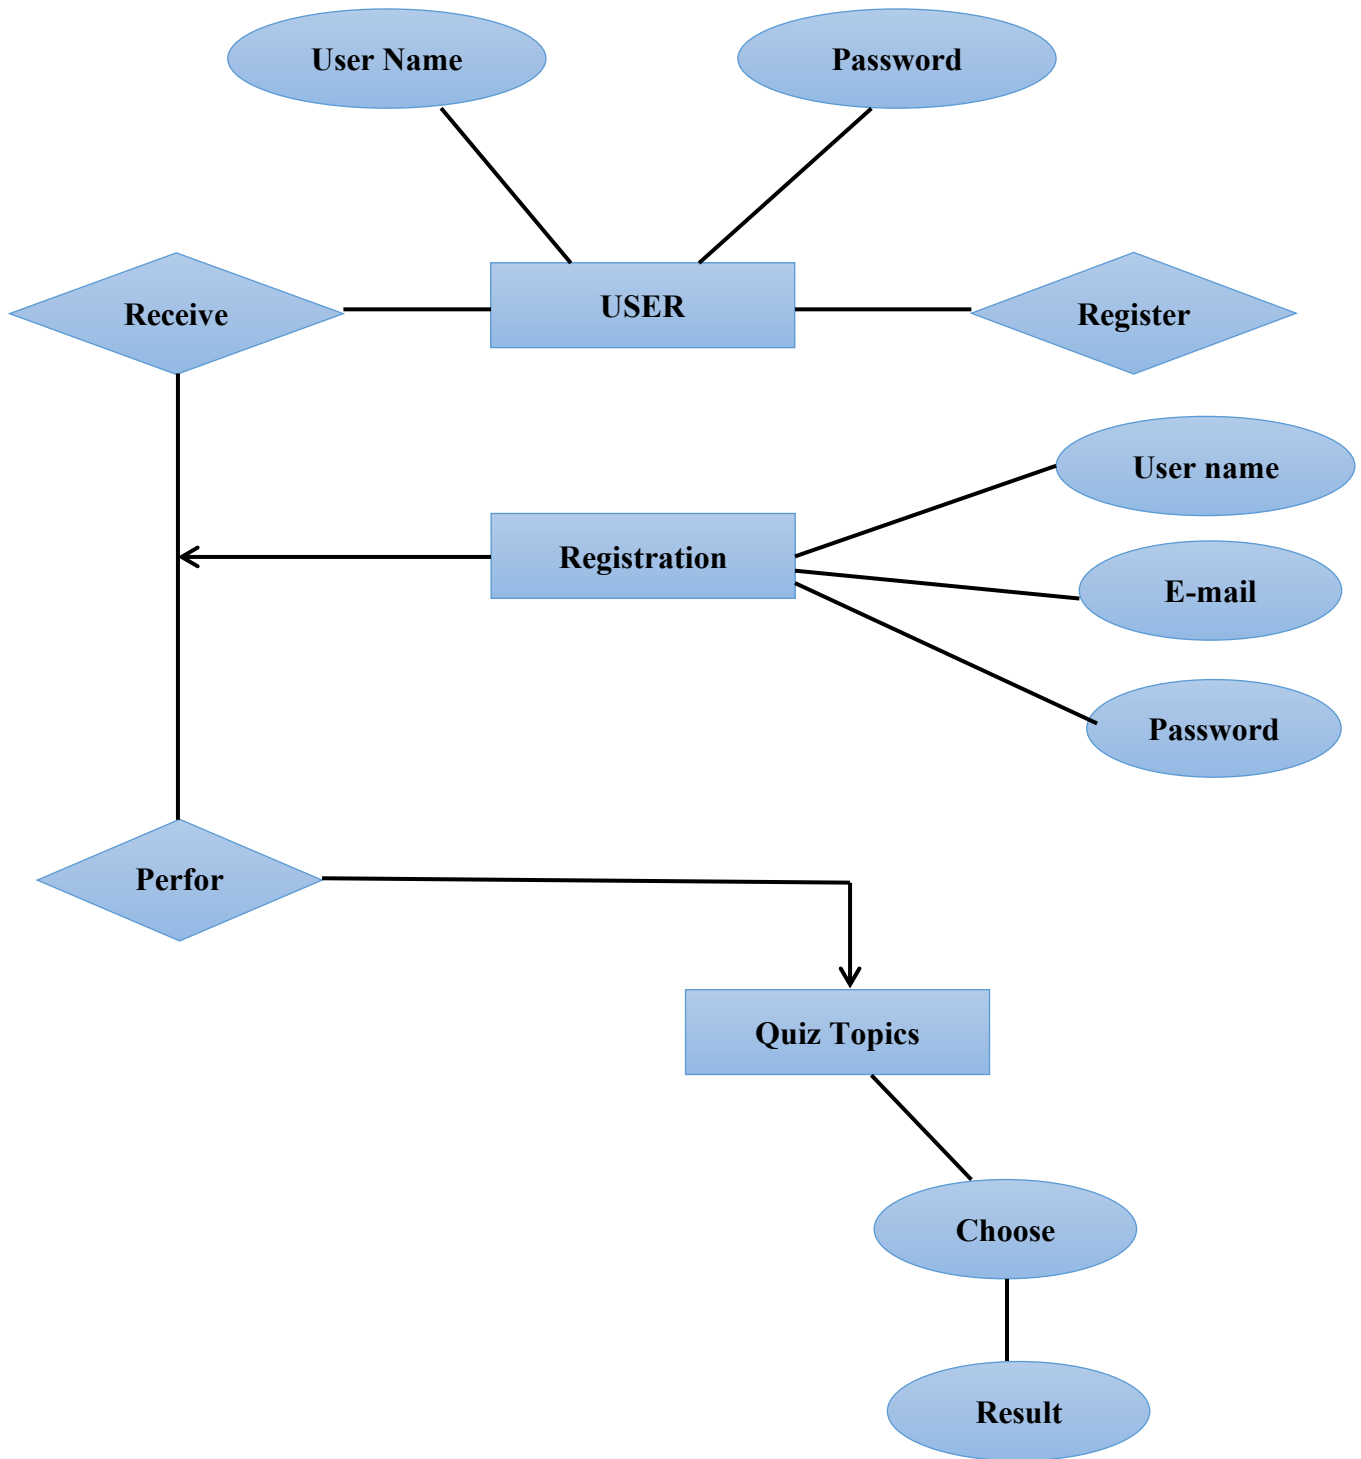 User Name
Password
Receive
USER
Register
User name
Registration
E-mail
Password
Perfor
Quiz Topics
Choose
Result